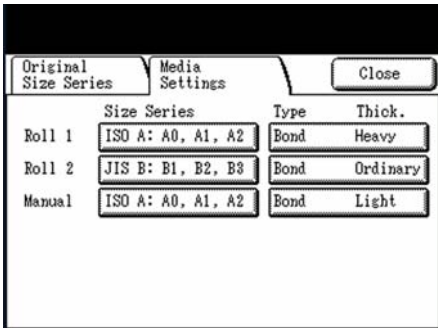 Original
Size Series
Media
Settings
Close
Size Series Type Thick.
Roll 1 ISO A: A0, A1, A2 Bond Heavy
Roll 2 JIS B: B1, B2, B3 Bond Ordinary
Manual ISO A: A0, A1, A2 Bond Light